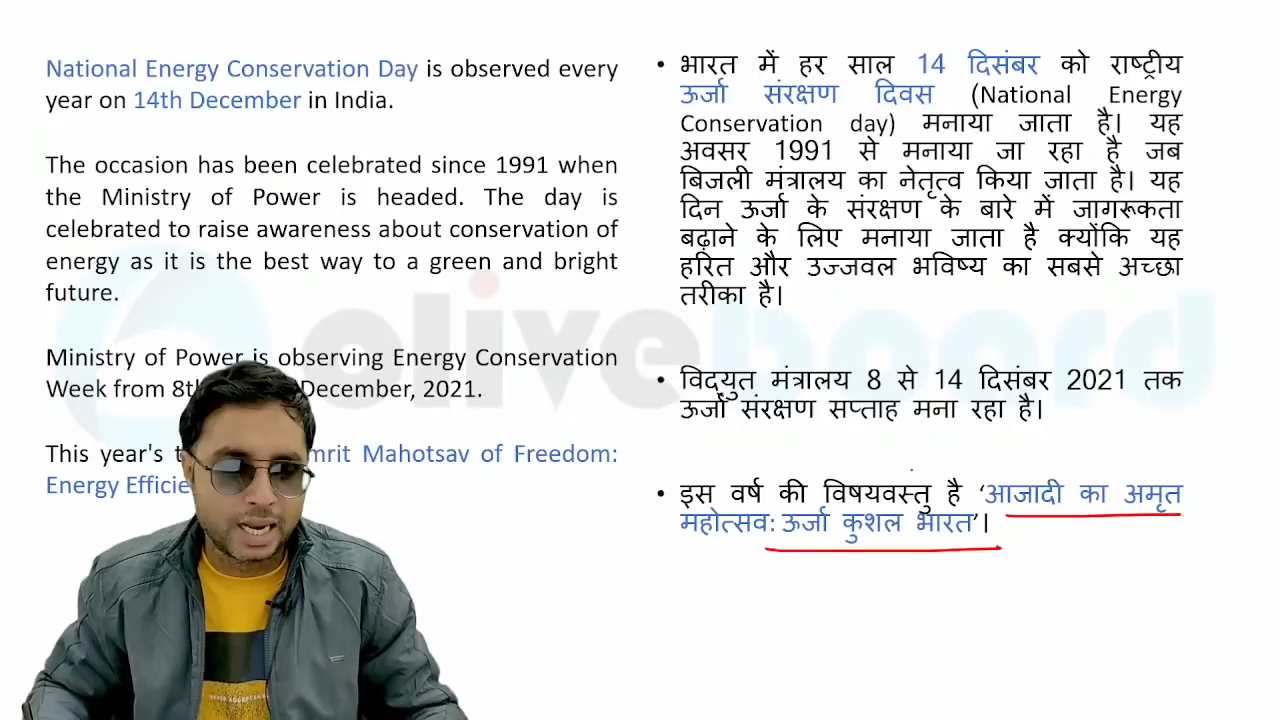 National Energy Conservation Day is observed every
year on 14th December in India.
The occasion has been celebrated since 1991 when
the Ministry of Power is headed. The day is
celebrated to raise awareness about conservation of
energy as it is the best way to a green and bright
future.
Ministry of Power is observing Energy Conservation
Week from 8th December, 2021.
This year's Amrit Mahotsav of Freedom:
Energy
भारत में हर साल 14 दिसंबर को राष्ट्रीय
ऊर्जा संरक्षण दिवस (National Energy
Conservation day) मनाया जाता है। यह
अवसर 1991 से मनाया जा रहा है जब
बिजली मंत्रालय का नेतृत्व किया जाता है। यह
दिन ऊर्जा के संरक्षण के बारे में जागरूकता
बढ़ाने के लिए मनाया जाता है क्योंकि यह
हरित और उज्जवल भविष्य का सबसे अच्छा
तरीका है।
विद्युत मंत्रालय 8 से 14 दिसंबर 2021 तक
ऊर्जा संरक्षण सप्ताह मना रहा है।
इस वर्ष की विषयवस्तु है ‘आजादी का अमृत
महोत्सव: ऊर्जा कुशल भारत’।
oliveboard